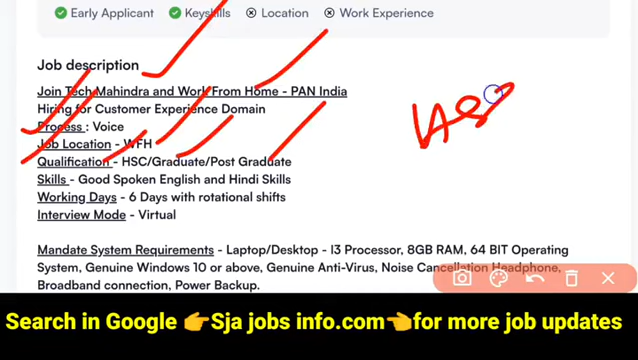 Early Applicant Keyskills Location Work Experience
Job description
Join Tech Mahindra and Work From Home - PAN India
Hiring for Customer Experience Domain
Process : Voice
Job Location - WFH
Qualification - HSC/Graduate/Post Graduate
Skills - Good Spoken English and Hindi Skills
Working Days - 6 Days with rotational shifts
Interview Mode - Virtual
Mandate System Requirements - Laptop/Desktop - I3 Processor, 8GB RAM, 64 BIT Operating
System, Genuine Windows 10 or above, Genuine Anti-Virus, Noise Cancellation Headphone,
Broadband connection, Power Backup.
Search in Google 👉Sja jobs info.com👈for more job updates